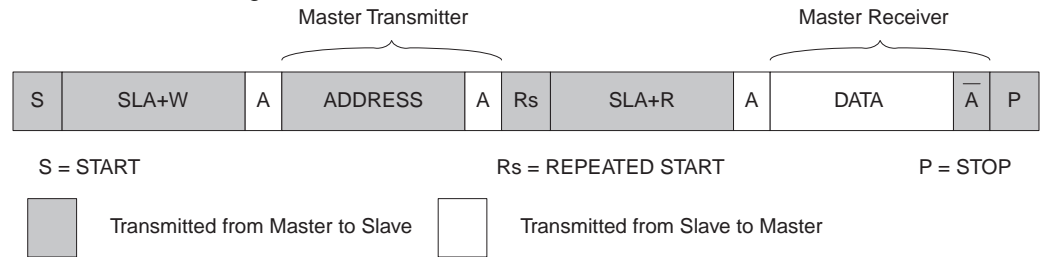 Master Transmitter Master Receiver
S SLA+W A ADDRESS A Rs SLA+R A DATA A̅ P
S = START Rs = REPEATED START P = STOP
Transmitted from Master to Slave Transmitted from Slave to Master